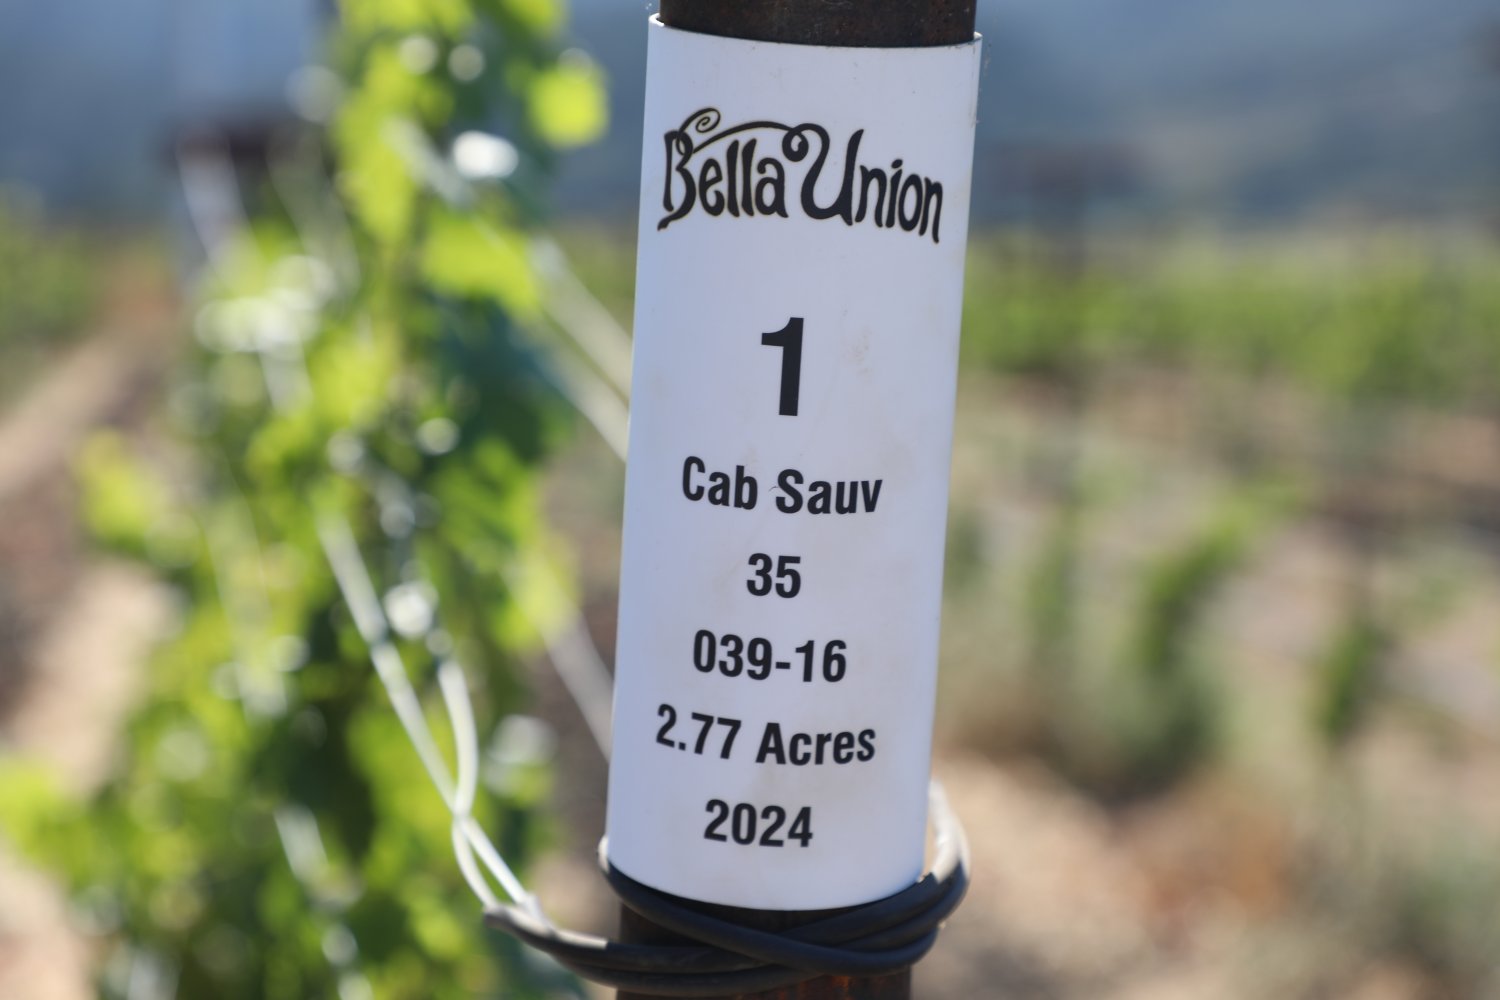 Bella Union
1
Cab Sauv
35
039-16
2.77 Acres
2024